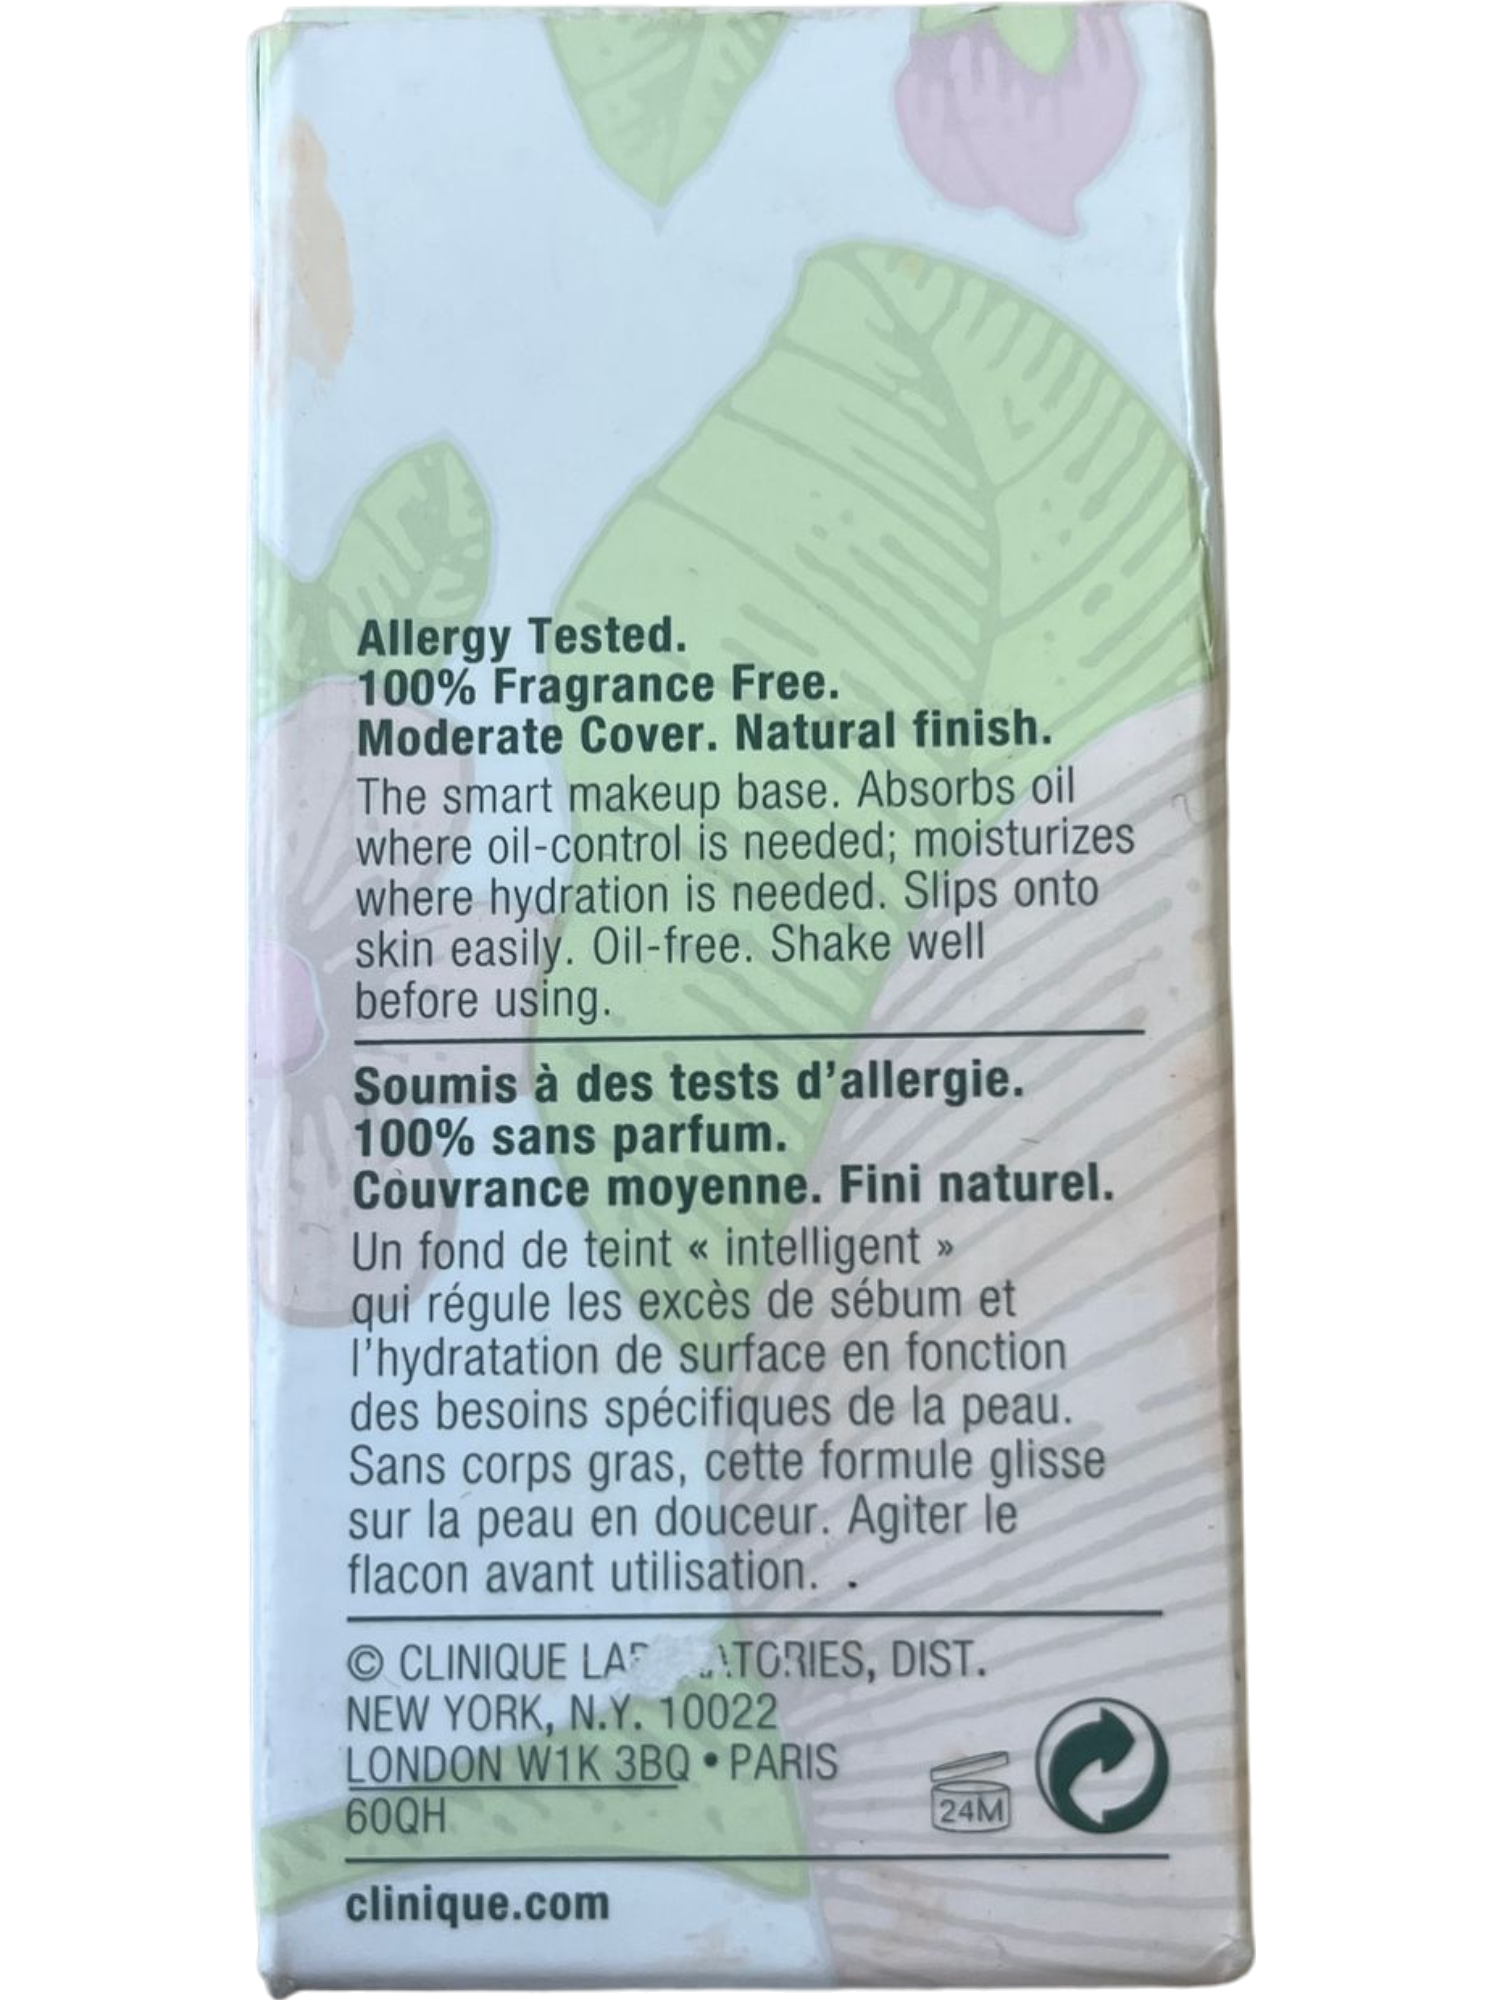 Allergy Tested.
100% Fragrance Free.
Moderate Cover. Natural finish.
The smart makeup base. Absorbs oil
where oil-control is needed; moisturizes
where hydration is needed. Slips onto
skin easily. Oil-free. Shake well
before using.
Soumis à des tests d'allergie.
100% sans parfum.
Couvrance moyenne. Fini naturel.
Un fond de teint « intelligent »
qui régule les excès de sébum et
l'hydratation de surface en fonction
des besoins spécifiques de la peau.
Sans corps gras, cette formule glisse
sur la peau en douceur. Agiter le
flacon avant utilisation.
© CLINIQUE DIST.
NEW YORK, N.Y. 10022
LONDON W1K 3BQ • PARIS
60QH
24M
clinique.com